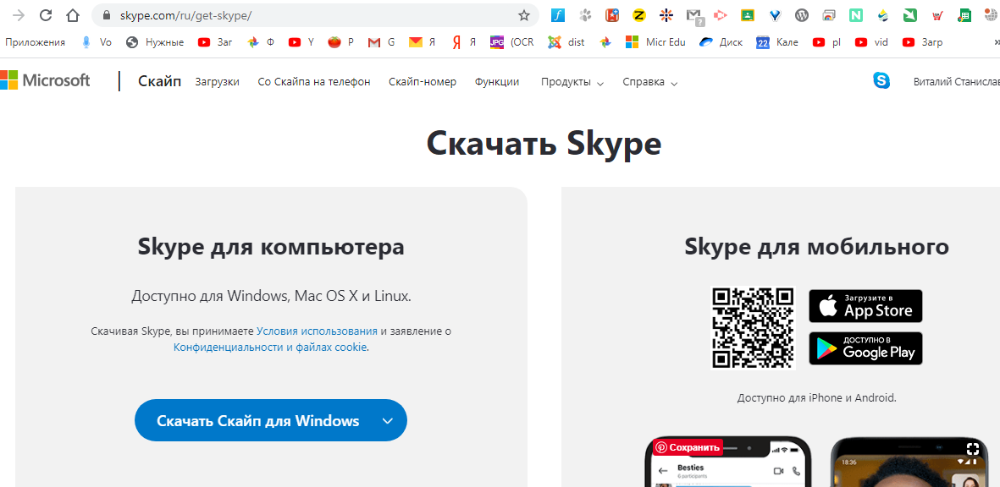 skype.com/ru/get-skype/
Приложения Vo Нужные Заг Ф Y P M G Я Я JPG (OCR dist Micr Edu Диск 22 Кале pl vid Загр »
Microsoft Скайп Загрузки Со Скайпа на телефон Скайп-номер Функции Продукты Справка Виталий Станислав
Скачать Skype
Skype для компьютера
Доступно для Windows, Mac OS X и Linux.
Скачивая Skype, вы принимаете Условия использования и заявление о
Конфиденциальности и файлах cookie.
Скачать Скайп для Windows
Skype для мобильного
Загрузите в
App Store
ДОСТУПНО В
Google Play
Доступно для iPhone и Android.
Сохранить
Besties
6 participants
18:36